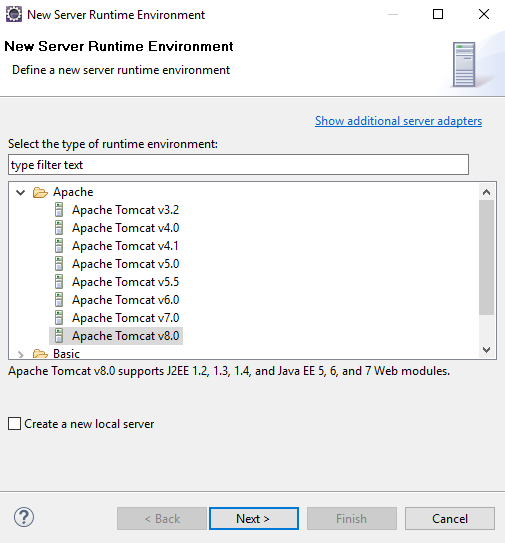 New Server Runtime Environment
New Server Runtime Environment
Define a new server runtime environment
Show additional server adapters
Select the type of runtime environment:
type filter text
Apache
Apache Tomcat v3.2
Apache Tomcat v4.0
Apache Tomcat v4.1
Apache Tomcat v5.0
Apache Tomcat v5.5
Apache Tomcat v6.0
Apache Tomcat v7.0
Apache Tomcat v8.0
Basic
Apache Tomcat v8.0 supports J2EE 1.2, 1.3, 1.4, and Java EE 5, 6, and 7 Web modules.
Create a new local server
? < Back Next > Finish Cancel